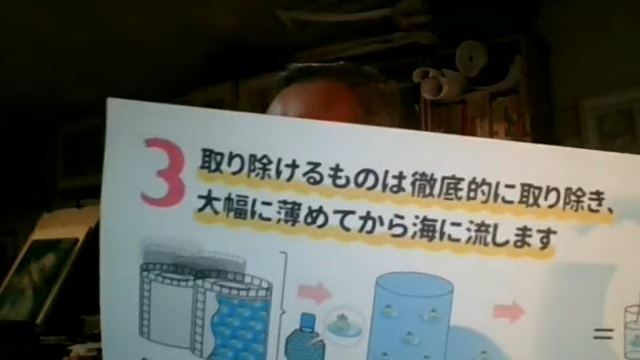 3
取り除けるものは徹底的に取り除き、
大幅に薄めてから海に流します
=